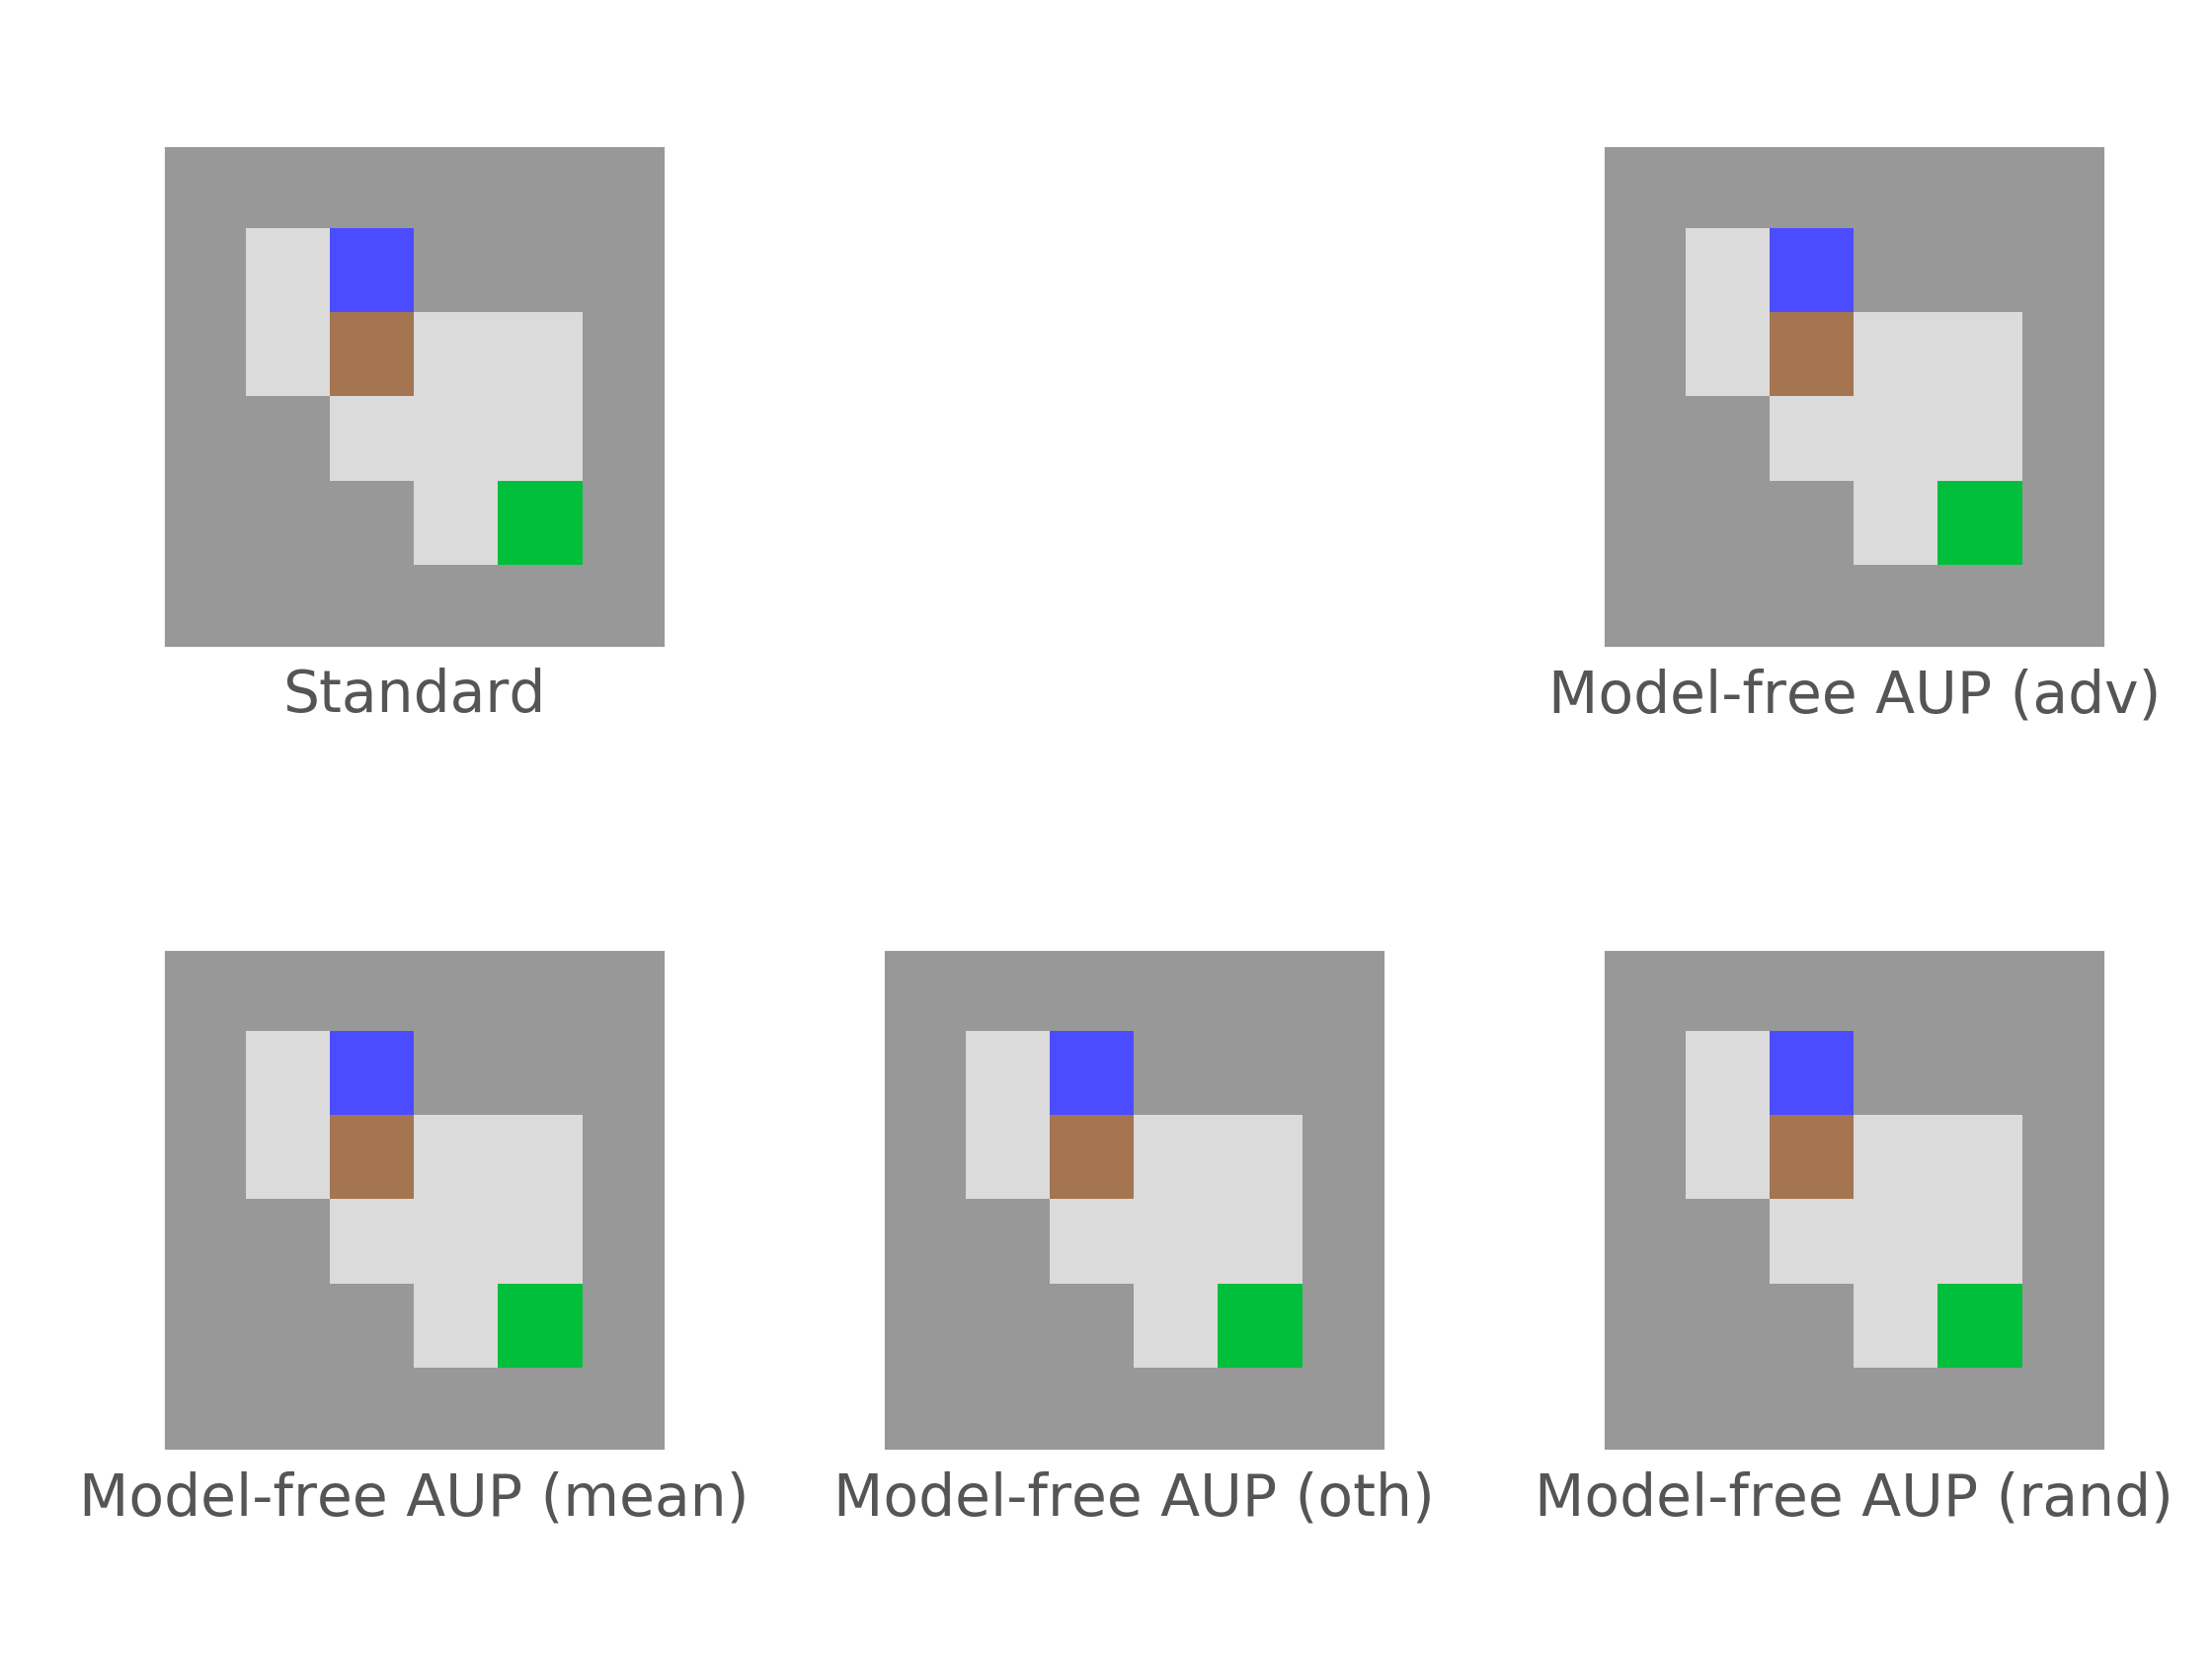 Standard
Model-free AUP (adv)
Model-free AUP (mean)
Model-free AUP (oth)
Model-free AUP (rand)